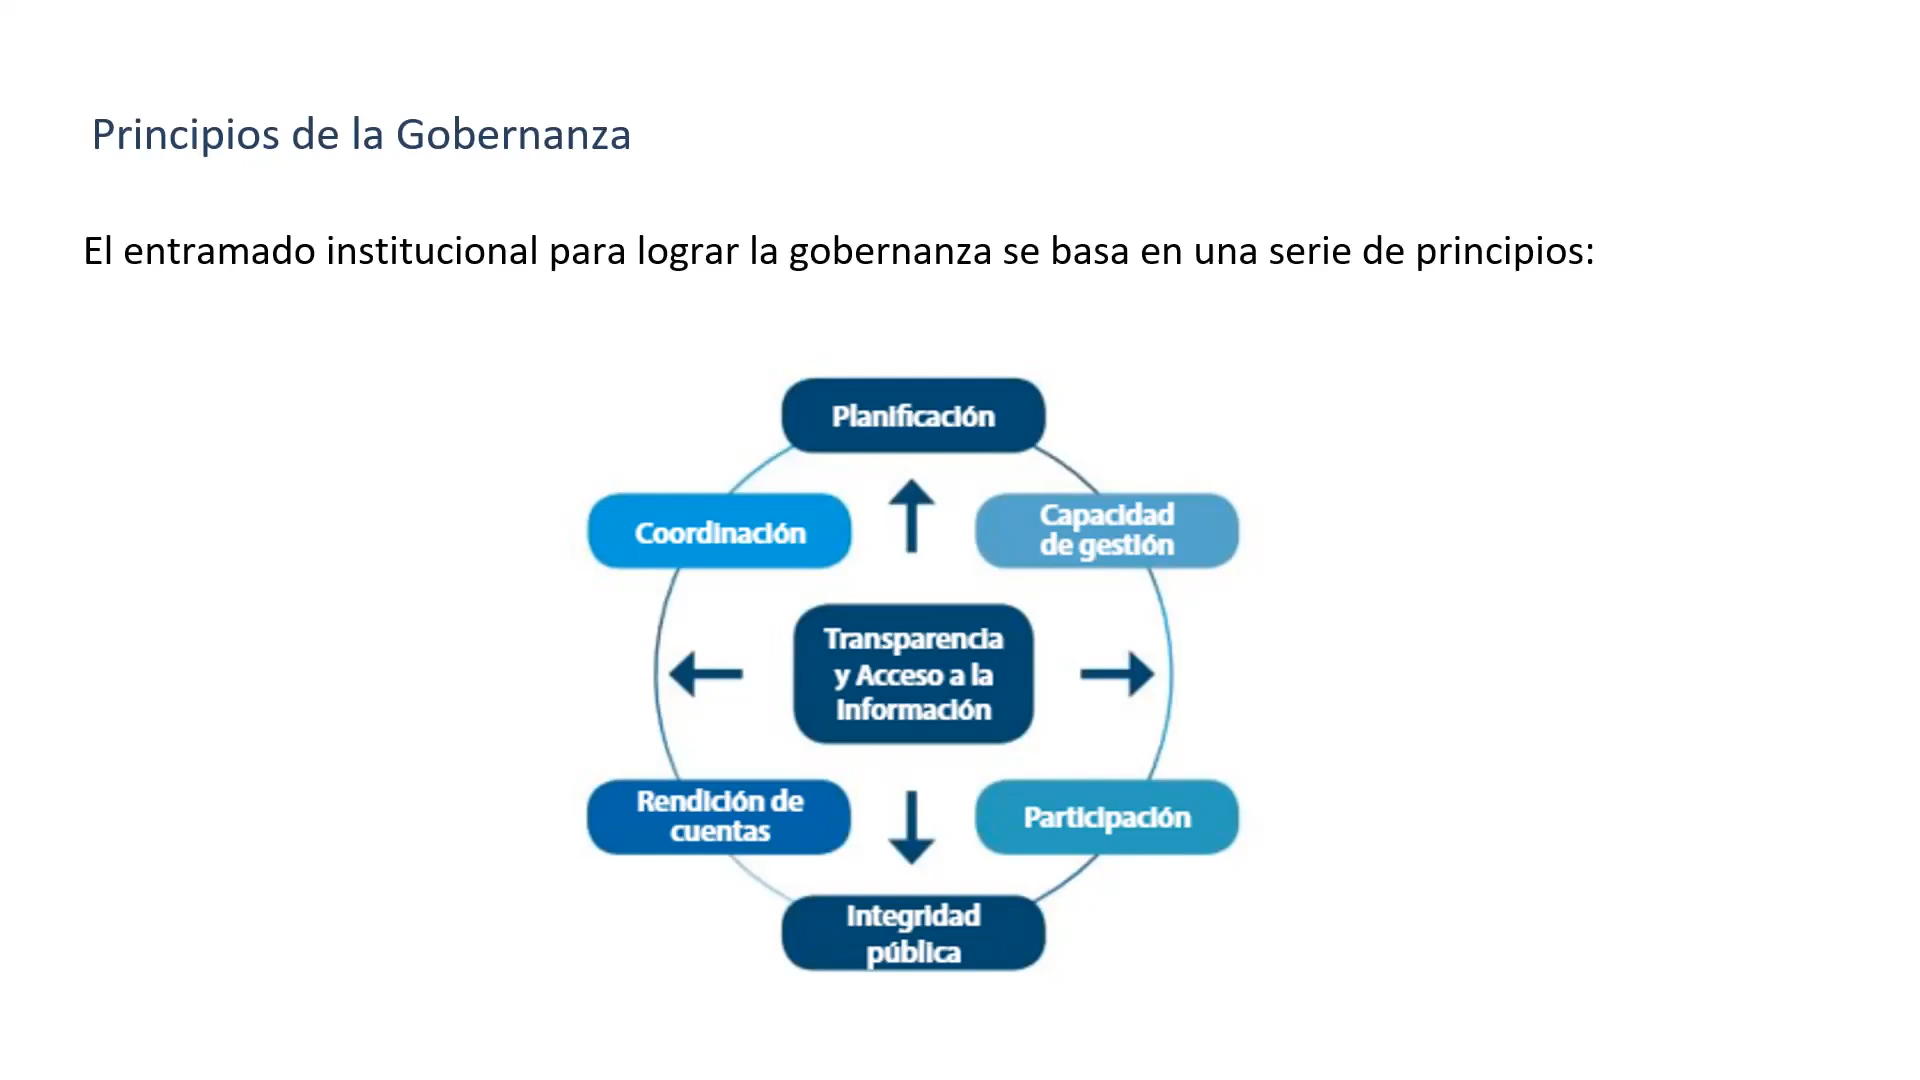 Principios de la Gobernanza
El entramado institucional para lograr la gobernanza se basa en una serie de principios:
Planificación
Coordinación
Capacidad
de gestión
Transparencia
y Acceso a la
Información
Rendición de
cuentas
Participación
Integridad
pública